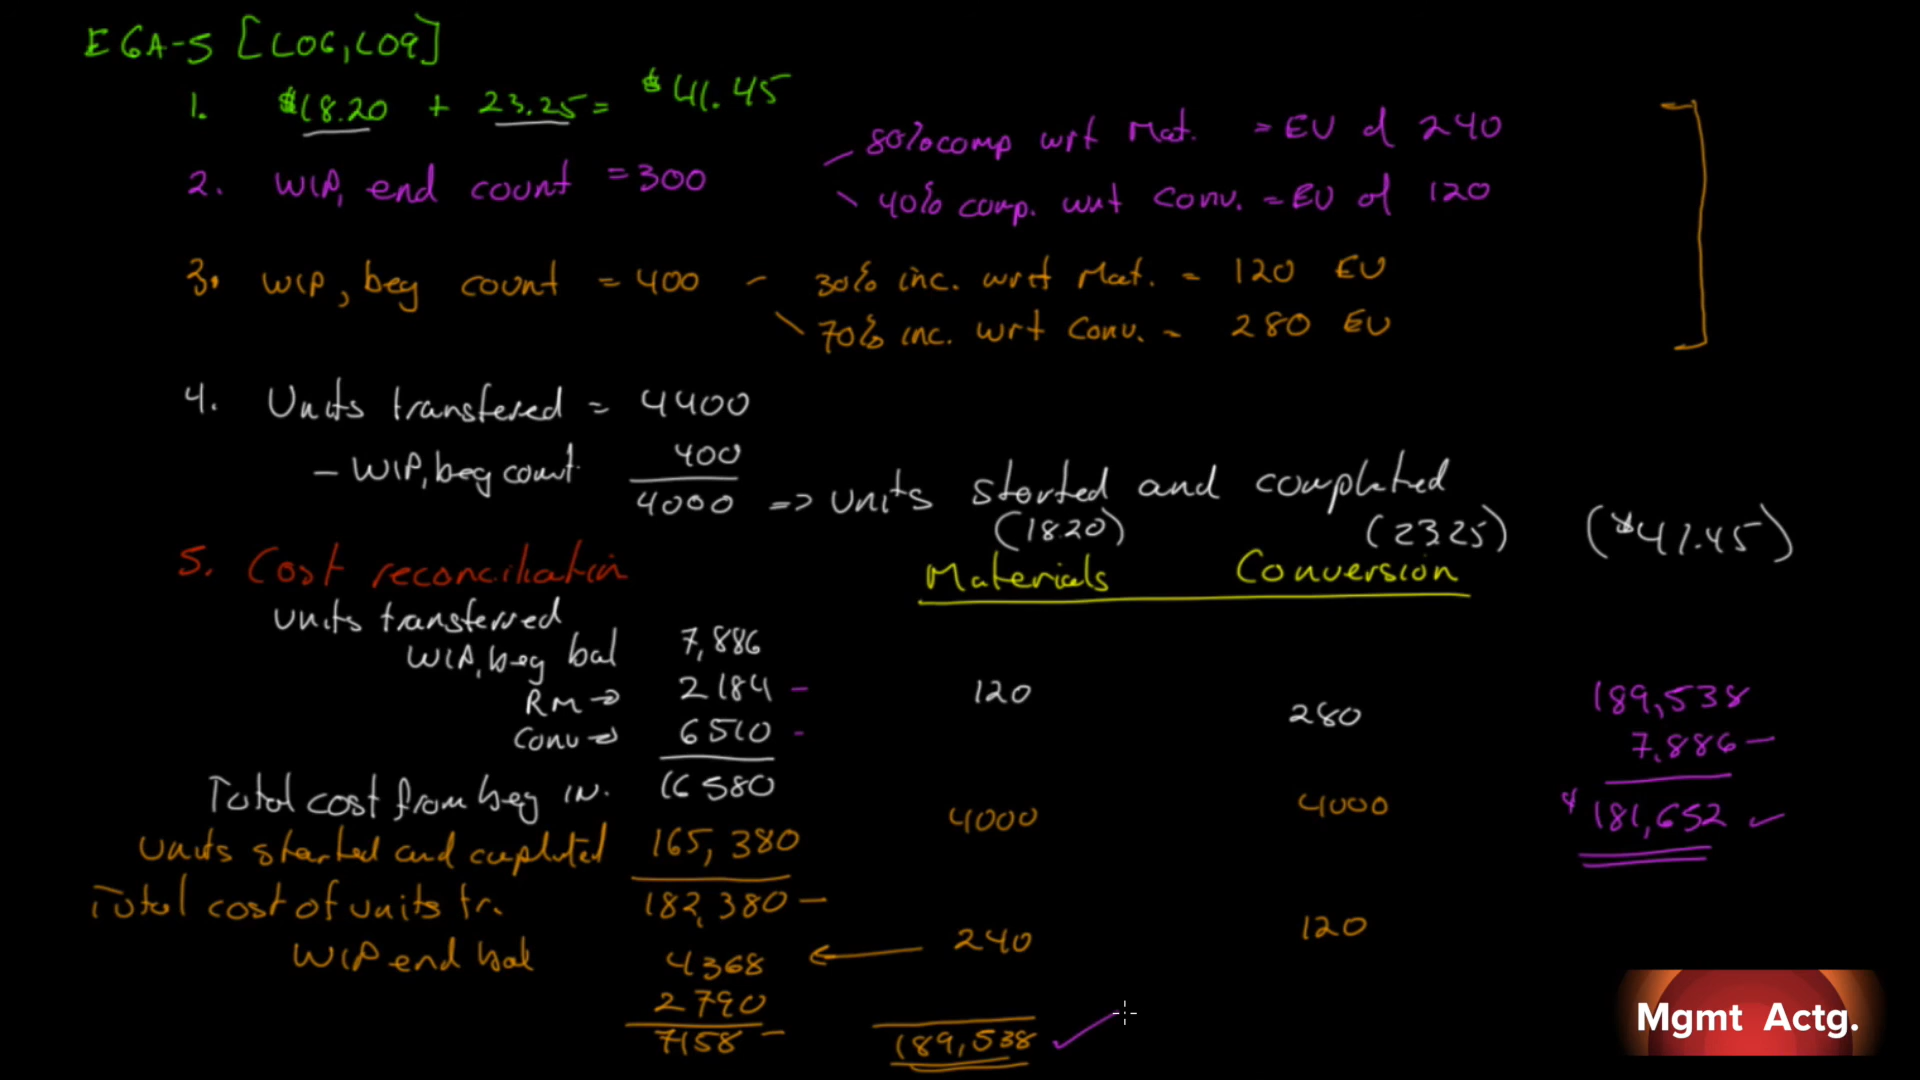 E6A-5 [LO6, LO9]
1. $18.20 + 23.25 = $41.45
2. WIP, end count = 300
80% comp wrt Mat. = EU of 240
40% comp. wrt Conv. = EU of 120
3. WIP, beg count = 400
30% inc. wrt Mat. = 120 EU
70% inc. wrt Conv. = 280 EU
4. Units transfered = 4400
- WIP, beg count 400
4000 => units started and completed
(18.20) (23.25) ($41.45)
5. Cost reconciliation Materials Conversion
Units transferred
WIP, beg bal 7,886
RM → 2184 - 120 189,538
Conv → 6510 - 280 7,886 -
Total cost from beg in. 16580 $181,652 ✓
Units started and completed 165,380 4000 4000
Total cost of units tr. 182,380 -
WIP end bal 4368 ← 240 120
2790
7158 - 189,538 ✓
Mgmt Actg.